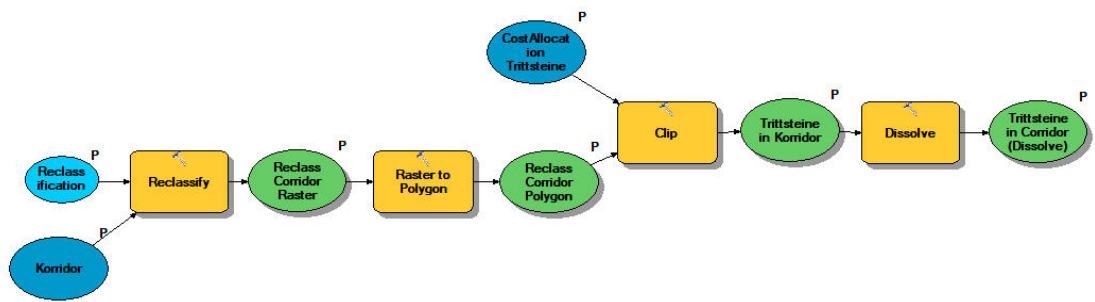 P
CostAllocat
ion
Trittsteine
P
Clip
Trittsteine
in Korridor
P
Dissolve
Trittsteine
in Corridor
(Dissolve)
P
Reclass
ification
P
Reclassify
Reclass
Corridor
Raster
P
Raster to
Polygon
Reclass
Corridor
Polygon
P
Korridor
P